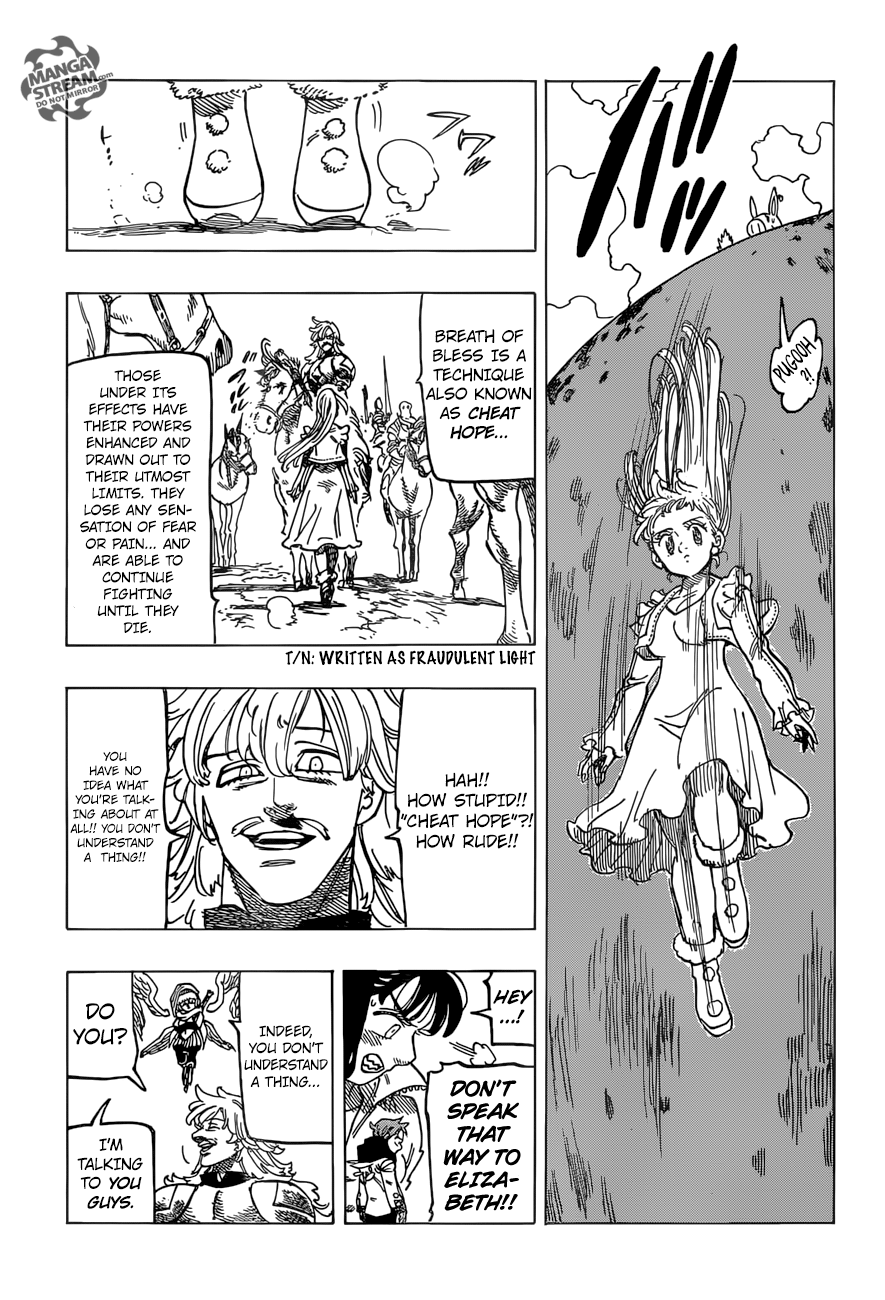 MANGA
STREAM.com
DO NOT MIRROR!
PUGOOH
?!
BREATH OF
BLESS IS A
TECHNIQUE
ALSO KNOWN
AS CHEAT
HOPE...
THOSE
UNDER ITS
EFFECTS HAVE
THEIR POWERS
ENHANCED AND
DRAWN OUT TO
THEIR UTMOST
LIMITS. THEY
LOSE ANY SEN-
SATION OF FEAR
OR PAIN... AND
ARE ABLE TO
CONTINUE
FIGHTING
UNTIL THEY
DIE.
T/N: WRITTEN AS FRAUDULENT LIGHT
HAH!!
HOW STUPID!!
"CHEAT HOPE"?!
HOW RUDE!!
YOU
HAVE NO
IDEA WHAT
YOU'RE TALK-
ING ABOUT AT
ALL!! YOU DON'T
UNDERSTAND
A THING!!
HEY
...!
DON'T
SPEAK
THAT
WAY TO
ELIZA-
BETH!!
INDEED,
YOU DON'T
UNDERSTAND
A THING...
DO
YOU?
I'M
TALKING
TO YOU
GUYS.